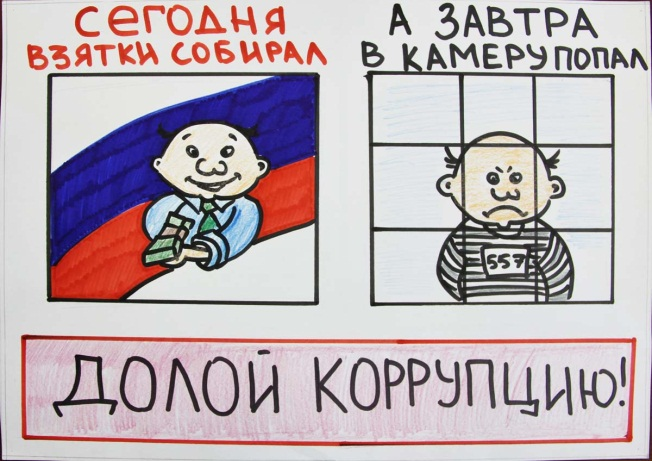 СЕГОДНЯ
ВЗЯТКИ СОБИРАЛ
А ЗАВТРА
В КАМЕРУ ПОПАЛ
557
ДОЛОЙ КОРРУПЦИЮ!